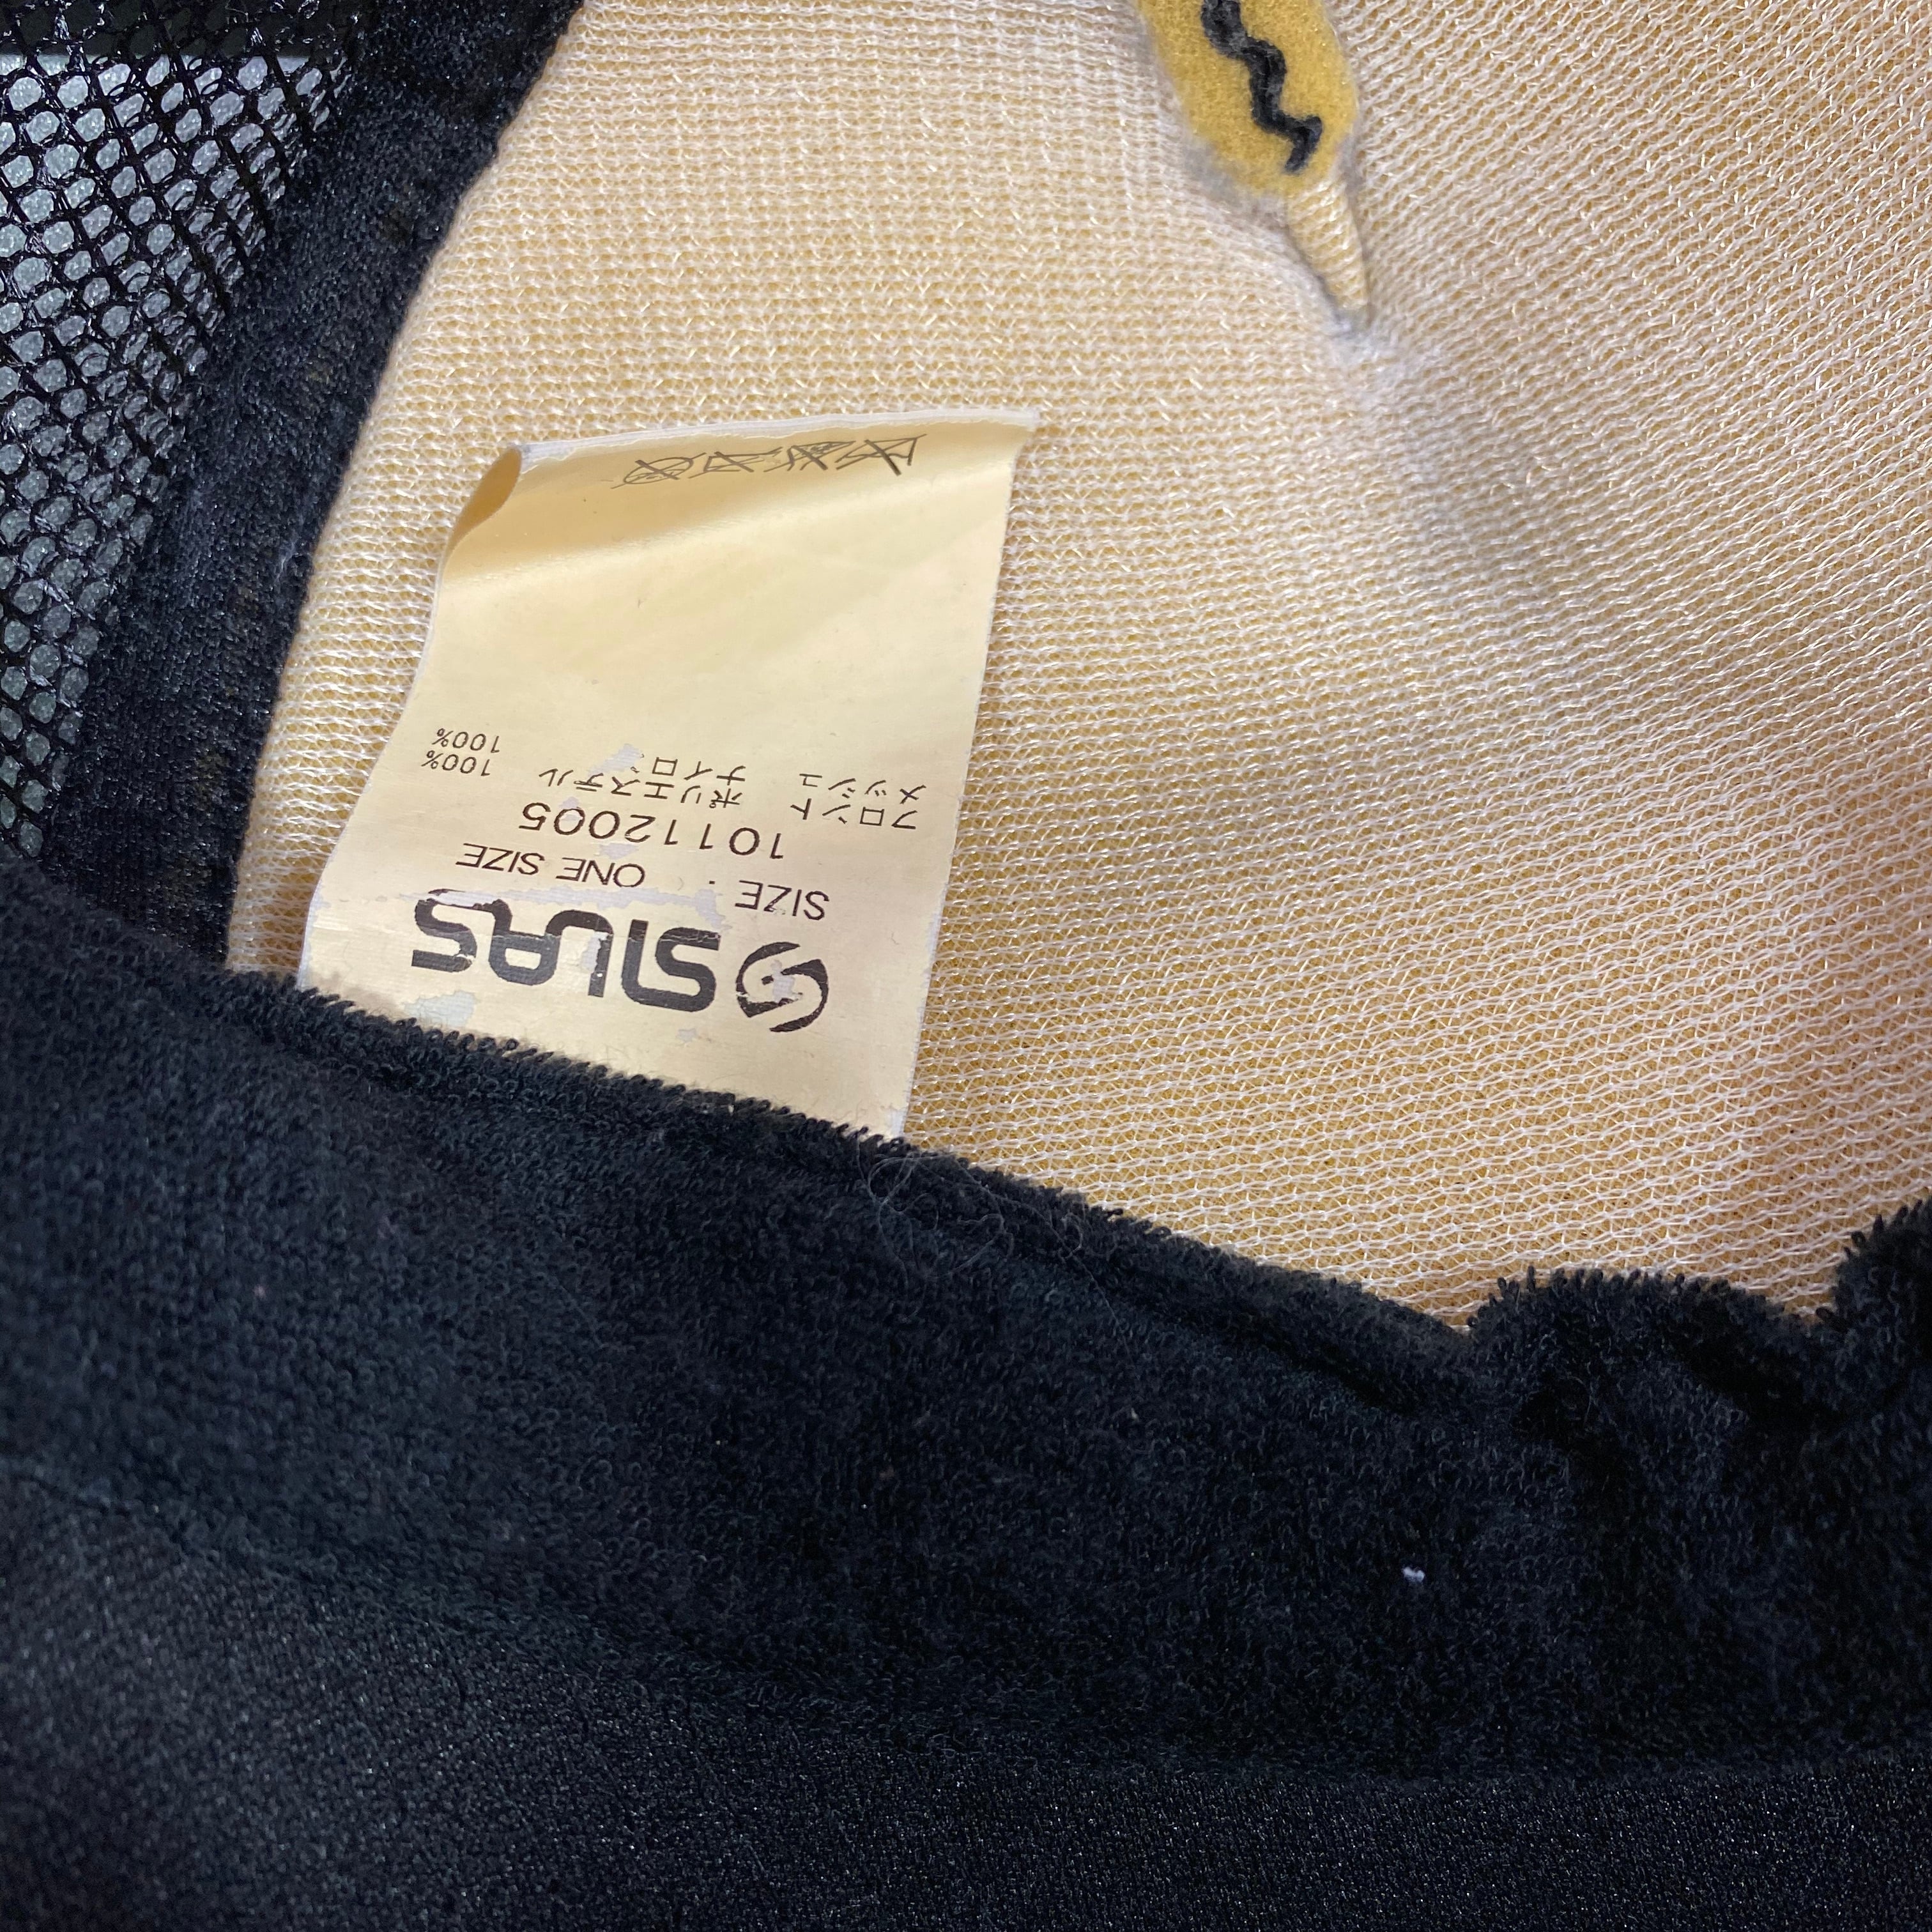 SILAS
SIZE : ONE SIZE
10112005
フロント ポリエステル 100%
メッシュ ナイロン 100%